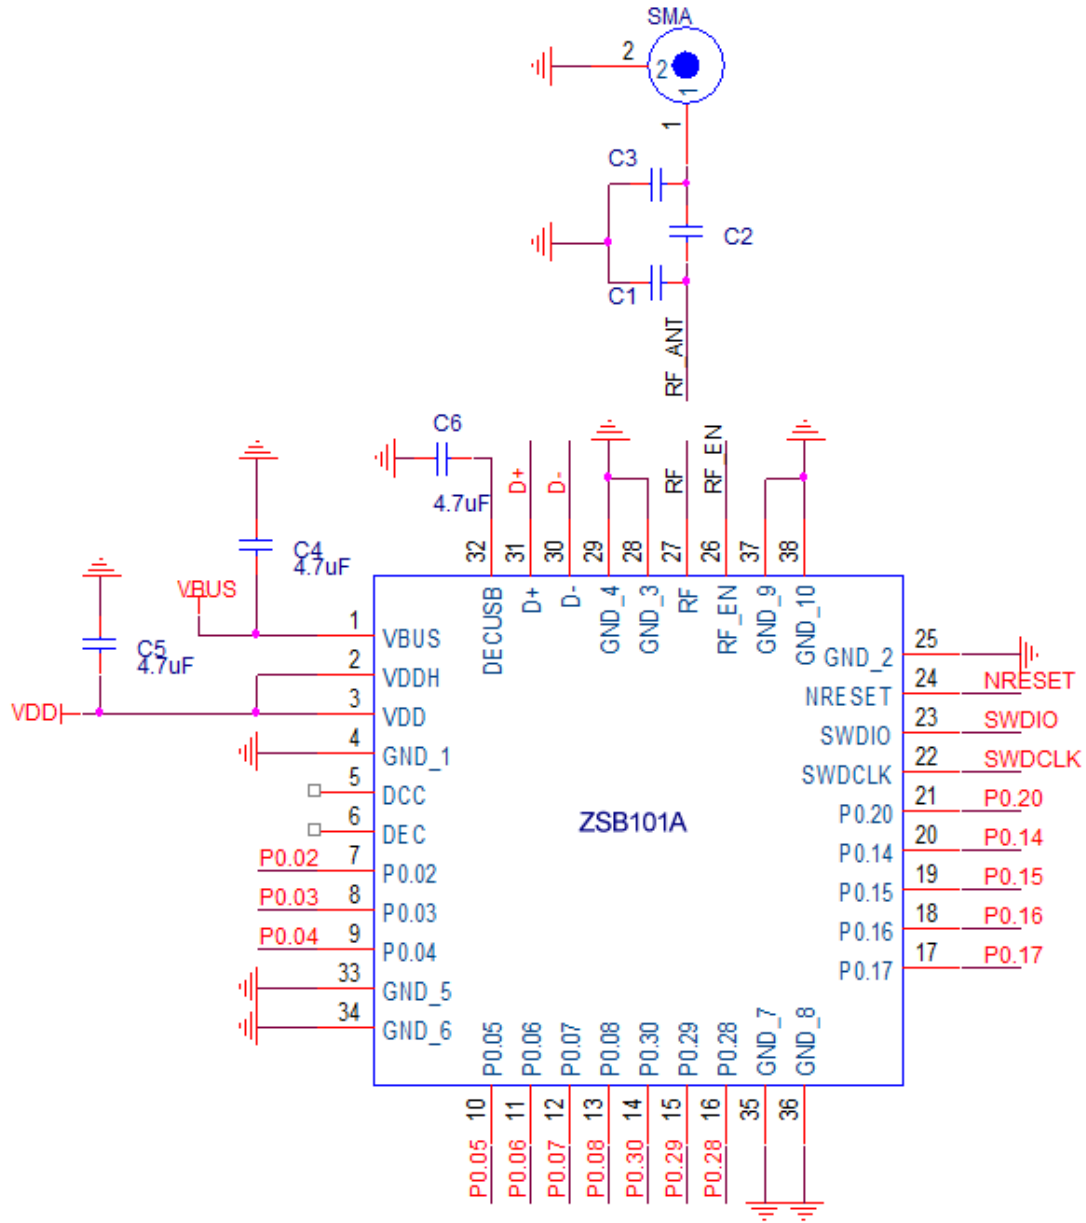 SMA
2
2
1
1
C3
C2
C1
RF_ANT
C6
4.7uF
D+
D-
RF
RF_EN
32
31
30
29
28
27
26
37
38
C4
4.7uF
VBUS
C5
4.7uF
VDD
DECUSB
D+
D-
GND_4
GND_3
RF
RF_EN
GND_9
GND_10
1 VBUS
2 VDDH
3 VDD
4 GND_1
5 DCC
6 DEC
P0.02 7 P0.02
P0.03 8 P0.03
P0.04 9 P0.04
33 GND_5
34 GND_6
ZSB101A
GND_2 25
NRESET 24 NRESET
SWDIO 23 SWDIO
SWDCLK 22 SWDCLK
P0.20 21 P0.20
P0.14 20 P0.14
P0.15 19 P0.15
P0.16 18 P0.16
P0.17 17 P0.17
P0.05
P0.06
P0.07
P0.08
P0.30
P0.29
P0.28
GND_7
GND_8
10
11
12
13
14
15
16
35
36
P0.05
P0.06
P0.07
P0.08
P0.30
P0.29
P0.28